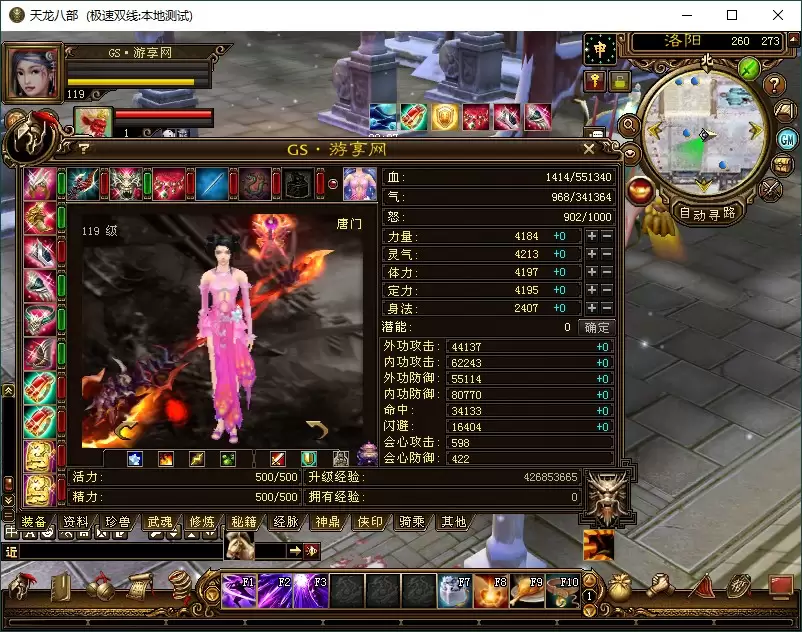 天龙八部 (极速双线:本地测试)
GS·游享网
119
1
洛阳 260 273
申
北
GM
自动寻路
? GS·游享网
119 级
唐门
血: 1414/551340
气: 968/341364
怒: 902/1000
力量: 4184 +0
灵气: 4213 +0
体力: 4197 +0
定力: 4195 +0
身法: 2407 +0
潜能: 0 确定
外功攻击: 44137 +0
内功攻击: 62243 +0
外功防御: 55114 +0
内功防御: 80770 +0
命中: 34133 +0
闪避: 16404 +0
会心攻击: 598
会心防御: 422
活力: 500/500 升级经验: 426853665
精力: 500/500 拥有经验: 0
装备 资料 珍兽 武魂 修炼 秘籍 经脉 神鼎 侠印 骑乘 其他
近
F1 F2 F3 F7 F8 F9 F10 1